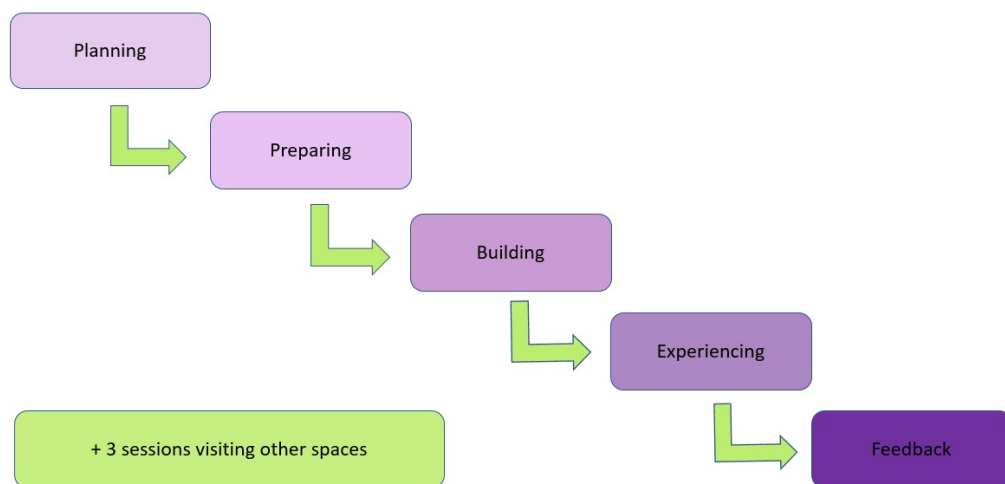 Planning
Preparing
Building
Experiencing
+ 3 sessions visiting other spaces
Feedback